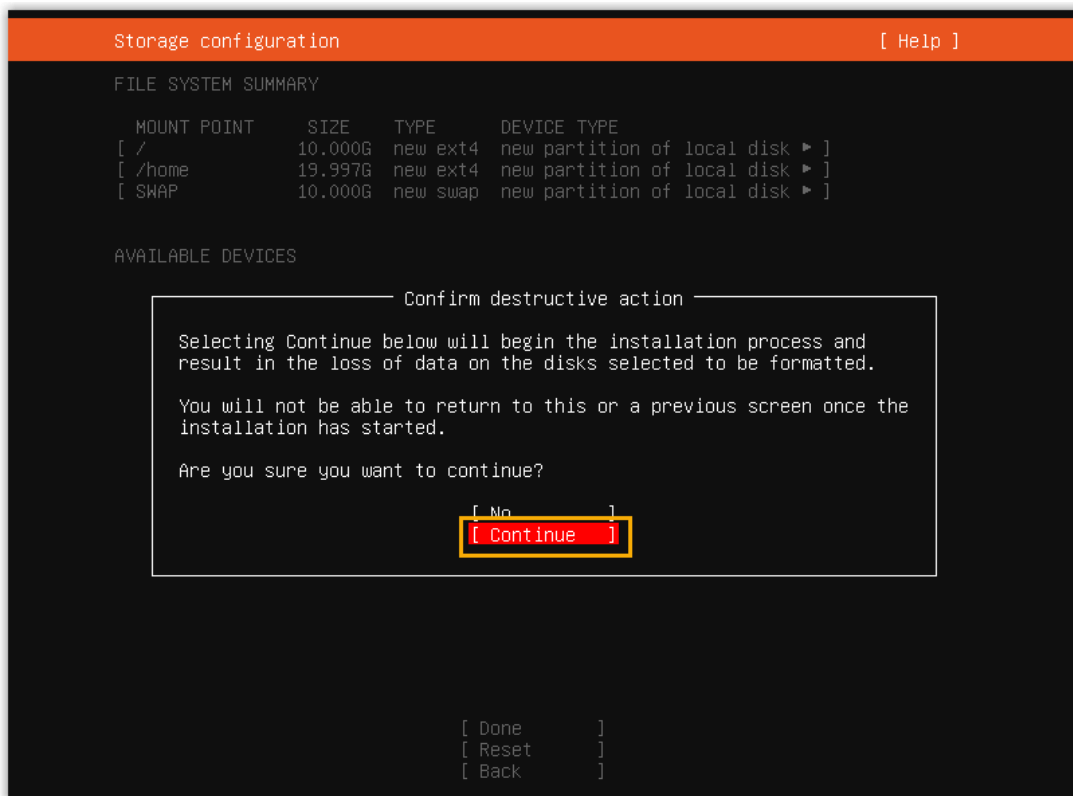 Storage configuration [ Help ]
FILE SYSTEM SUMMARY
MOUNT POINT SIZE TYPE DEVICE TYPE
[ / 10.000G new ext4 new partition of local disk ▸ ]
[ /home 19.997G new ext4 new partition of local disk ▸ ]
[ SWAP 10.000G new swap new partition of local disk ▸ ]
AVAILABLE DEVICES
Confirm destructive action
Selecting Continue below will begin the installation process and
result in the loss of data on the disks selected to be formatted.
You will not be able to return to this or a previous screen once the
installation has started.
Are you sure you want to continue?
[ No ]
[ Continue ]
[ Done ]
[ Reset ]
[ Back ]